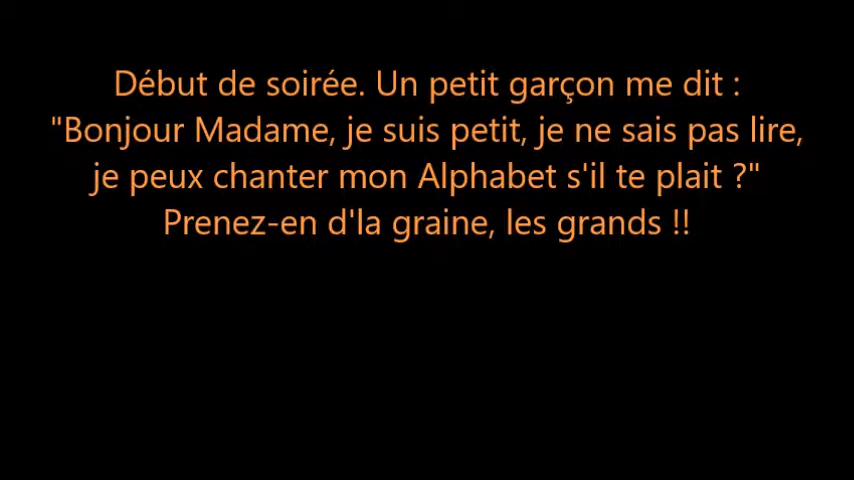 Début de soirée. Un petit garçon me dit :
"Bonjour Madame, je suis petit, je ne sais pas lire,
je peux chanter mon Alphabet s'il te plait ?"
Prenez-en d'la graine, les grands !!